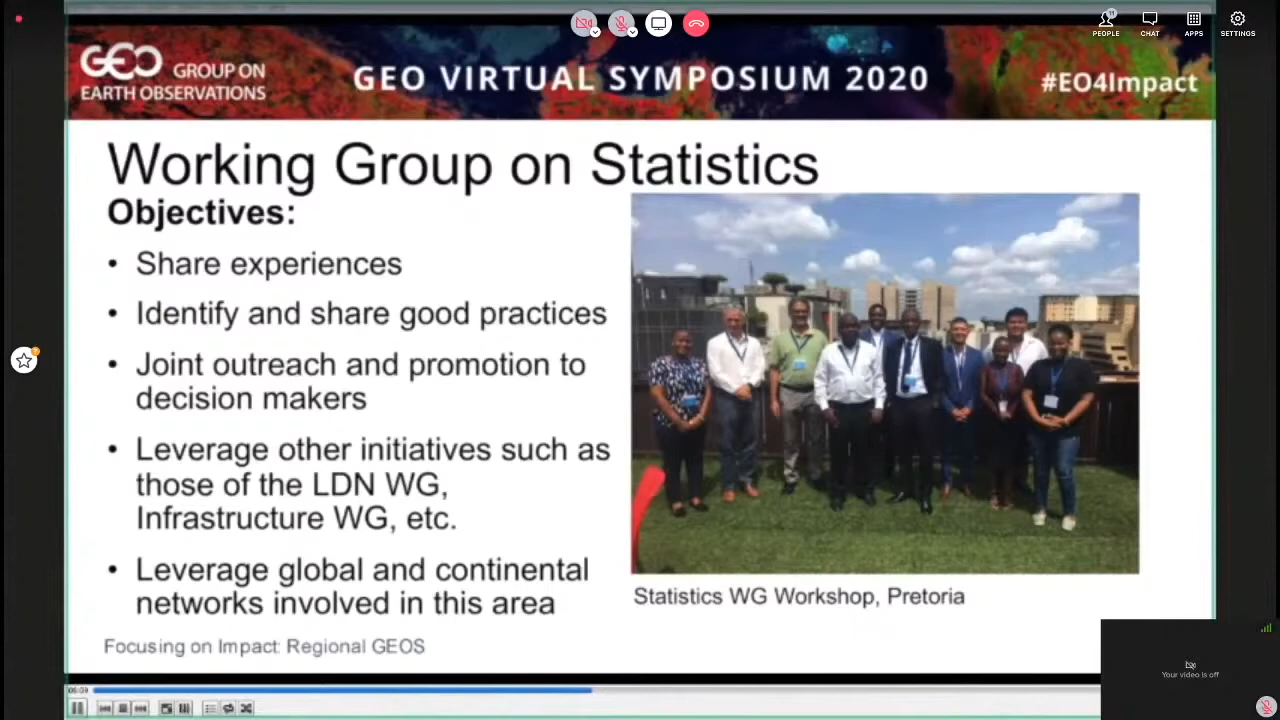 PEOPLE
CHAT
APPS
SETTINGS
11
GEO GROUP ON
EARTH OBSERVATIONS
GEO VIRTUAL SYMPOSIUM 2020
#EO4Impact
Working Group on Statistics
Objectives:
• Share experiences
• Identify and share good practices
• Joint outreach and promotion to
decision makers
• Leverage other initiatives such as
those of the LDN WG,
Infrastructure WG, etc.
• Leverage global and continental
networks involved in this area
Statistics WG Workshop, Pretoria
Focusing on Impact: Regional GEOS
Your video is off
06:09